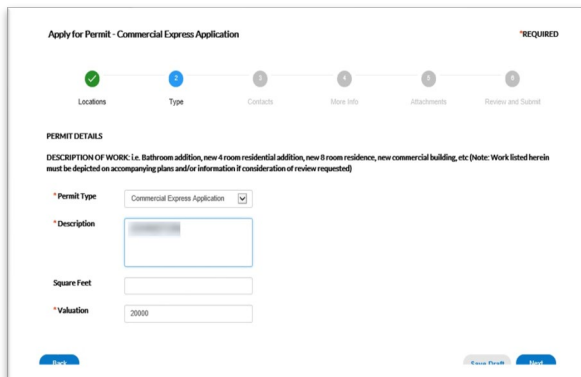 Apply for Permit - Commercial Express Application
*REQUIRED
2
3
4
5
6
Locations
Type
Contacts
More Info
Attachments
Review and Submit
PERMIT DETAILS
DESCRIPTION OF WORK: i.e. Bathroom addition, new 4 room residential addition, new 8 room residence, new commercial building, etc (Note: Work listed herein
must be depicted on accompanying plans and/or information if consideration of review requested)
*Permit Type
Commercial Express Application
*Description
Square Feet
*Valuation
20000
Back
Save Draft
Next